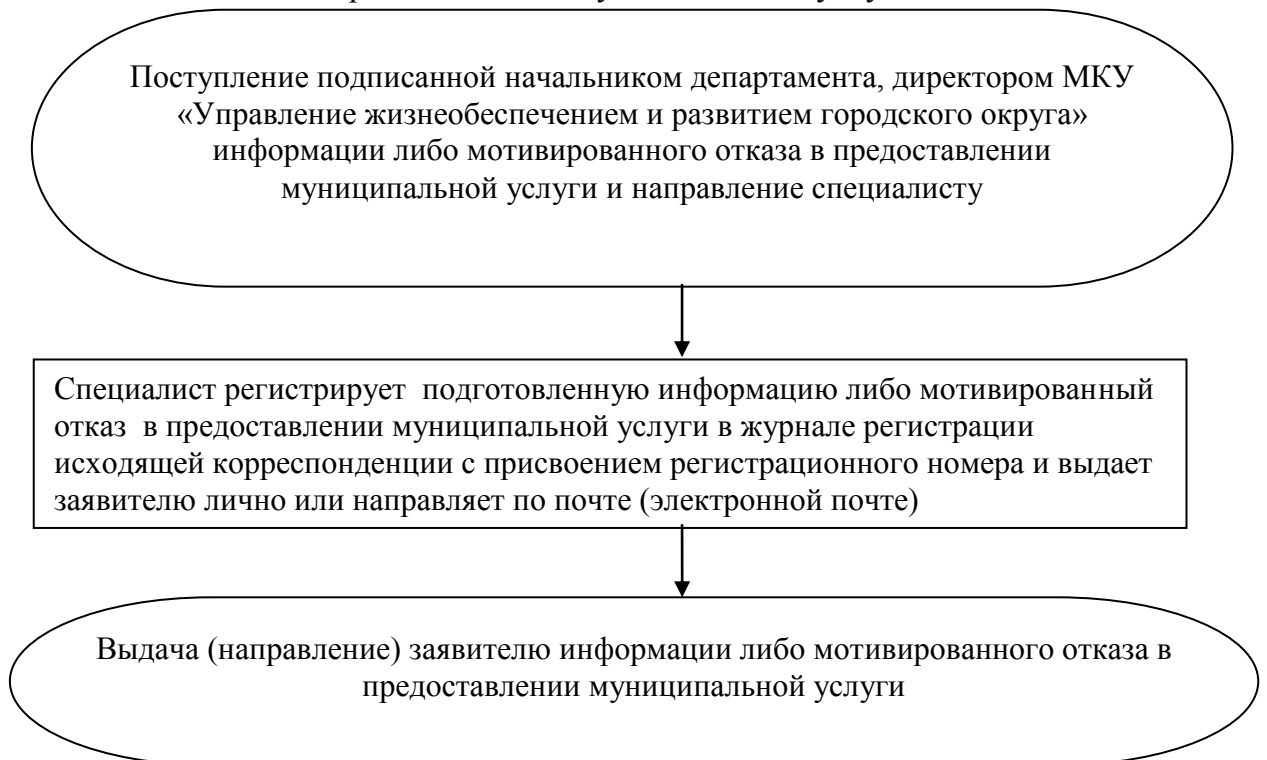 Поступление подписанной начальником департамента, директором МКУ
«Управление жизнеобеспечением и развитием городского округа»
информации либо мотивированного отказа в предоставлении
муниципальной услуги и направление специалисту
Специалист регистрирует подготовленную информацию либо мотивированный
отказ в предоставлении муниципальной услуги в журнале регистрации
исходящей корреспонденции с присвоением регистрационного номера и выдает
заявителю лично или направляет по почте (электронной почте)
Выдача (направление) заявителю информации либо мотивированного отказа в
предоставлении муниципальной услуги